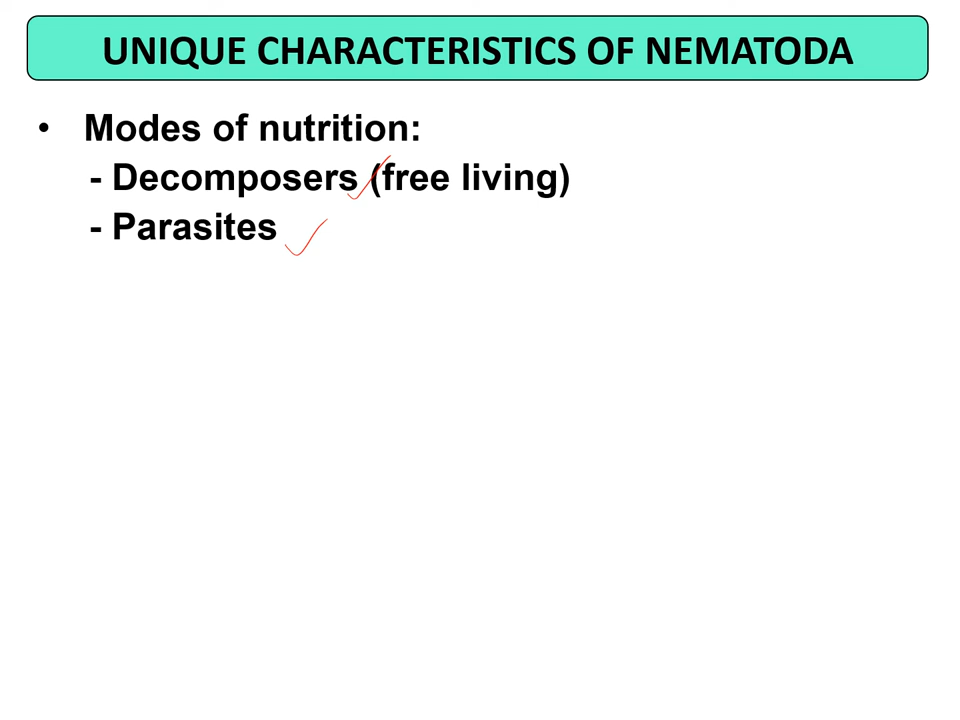 UNIQUE CHARACTERISTICS OF NEMATODA
• Modes of nutrition:
- Decomposers (free living)
- Parasites